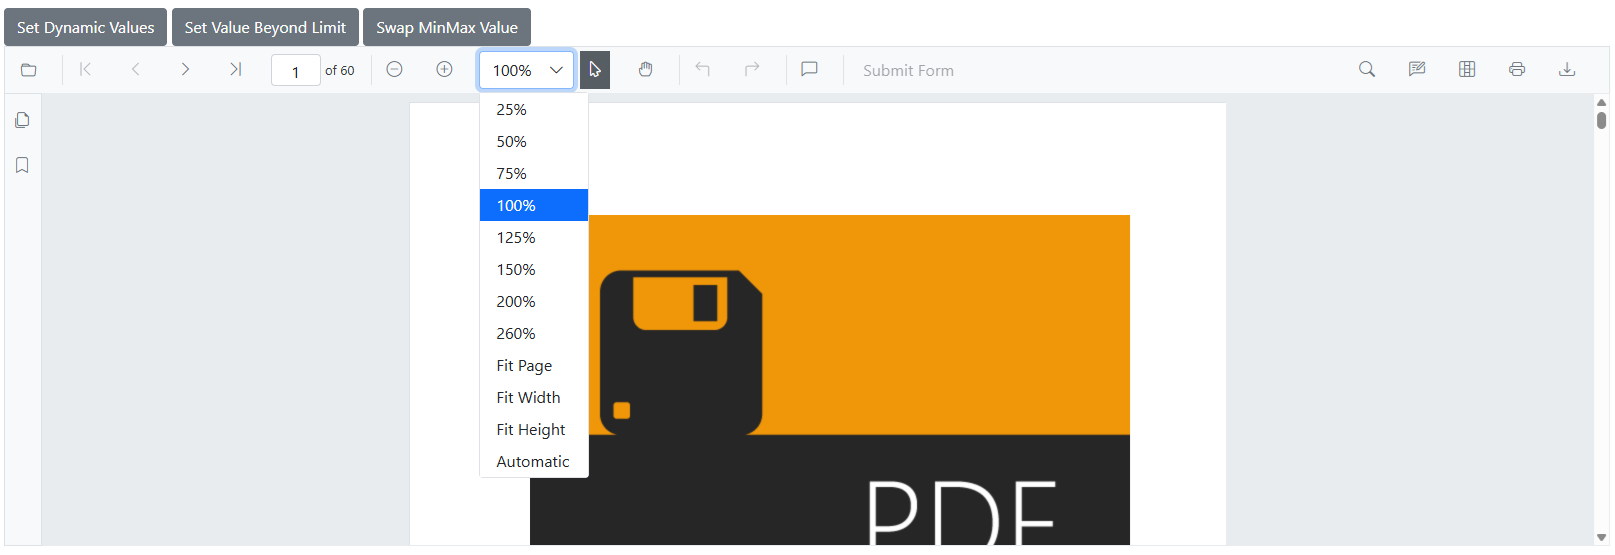 Set Dynamic Values Set Value Beyond Limit Swap MinMax Value
1 of 60 100% Submit Form
25%
50%
75%
100%
125%
150%
200%
260%
Fit Page
Fit Width
Fit Height
Automatic
PDF